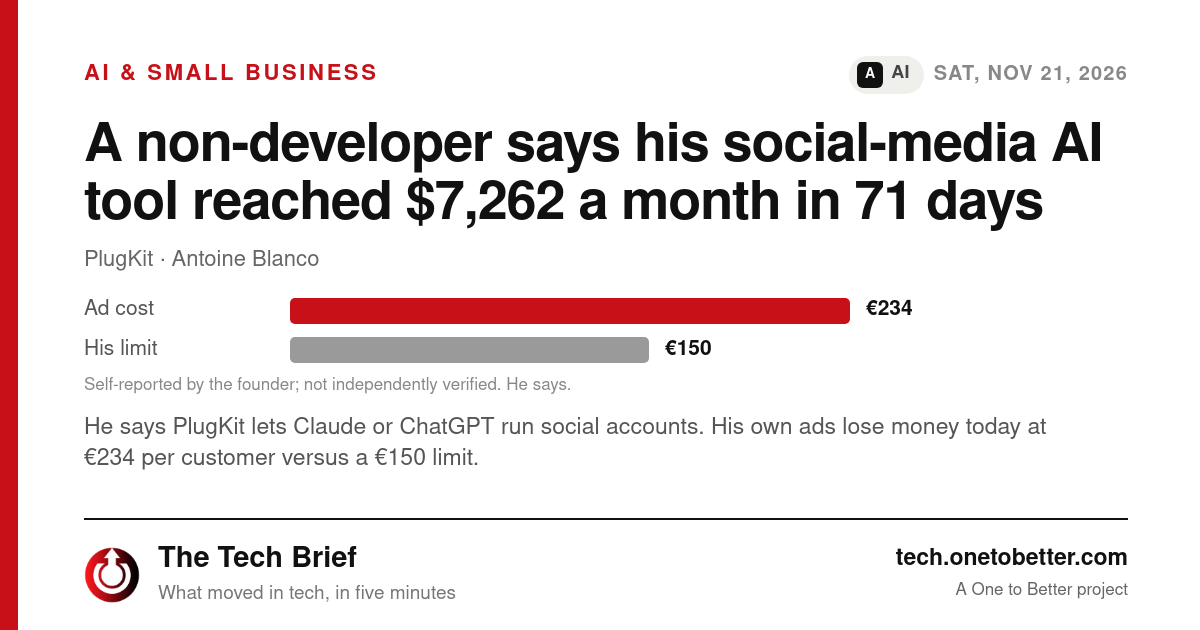 AI & SMALL BUSINESS
A AI SAT, NOV 21, 2026
A non-developer says his social-media AI
tool reached $7,262 a month in 71 days
PlugKit · Antoine Blanco
Ad cost €234
His limit €150
Self-reported by the founder; not independently verified. He says.
He says PlugKit lets Claude or ChatGPT run social accounts. His own ads lose money today at
€234 per customer versus a €150 limit.
The Tech Brief
What moved in tech, in five minutes
tech.onetobetter.com
A One to Better project